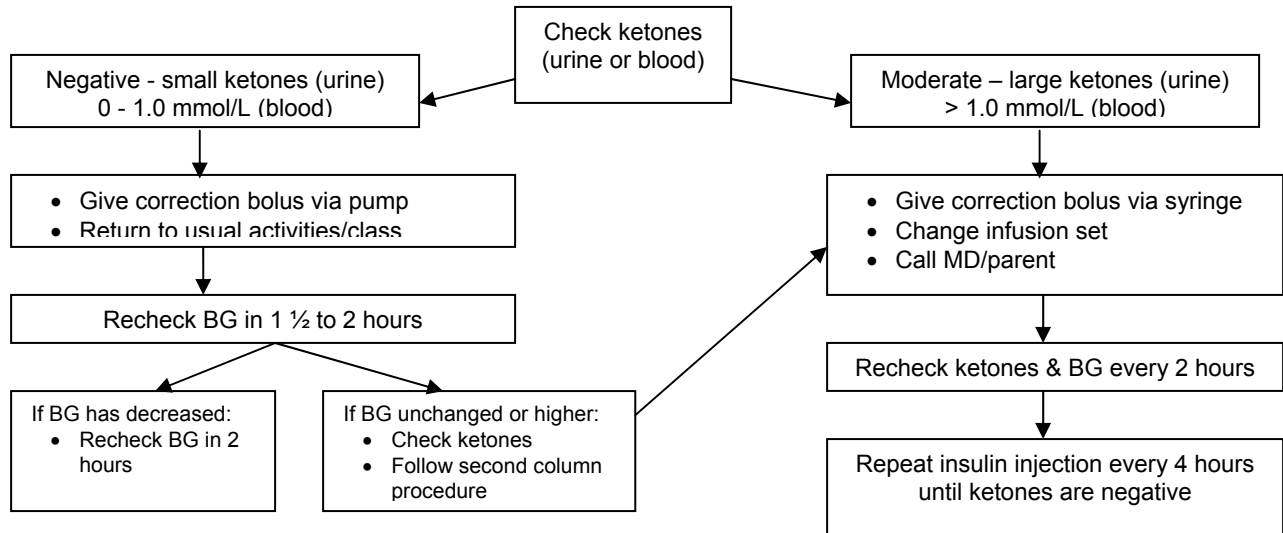 Check ketones
(urine or blood)
Negative - small ketones (urine)
0 - 1.0 mmol/L (blood)
Moderate – large ketones (urine)
> 1.0 mmol/L (blood)
• Give correction bolus via pump
• Return to usual activities/class
• Give correction bolus via syringe
• Change infusion set
• Call MD/parent
Recheck BG in 1 ½ to 2 hours
Recheck ketones & BG every 2 hours
If BG has decreased:
• Recheck BG in 2
hours
If BG unchanged or higher:
• Check ketones
• Follow second column
procedure
Repeat insulin injection every 4 hours
until ketones are negative